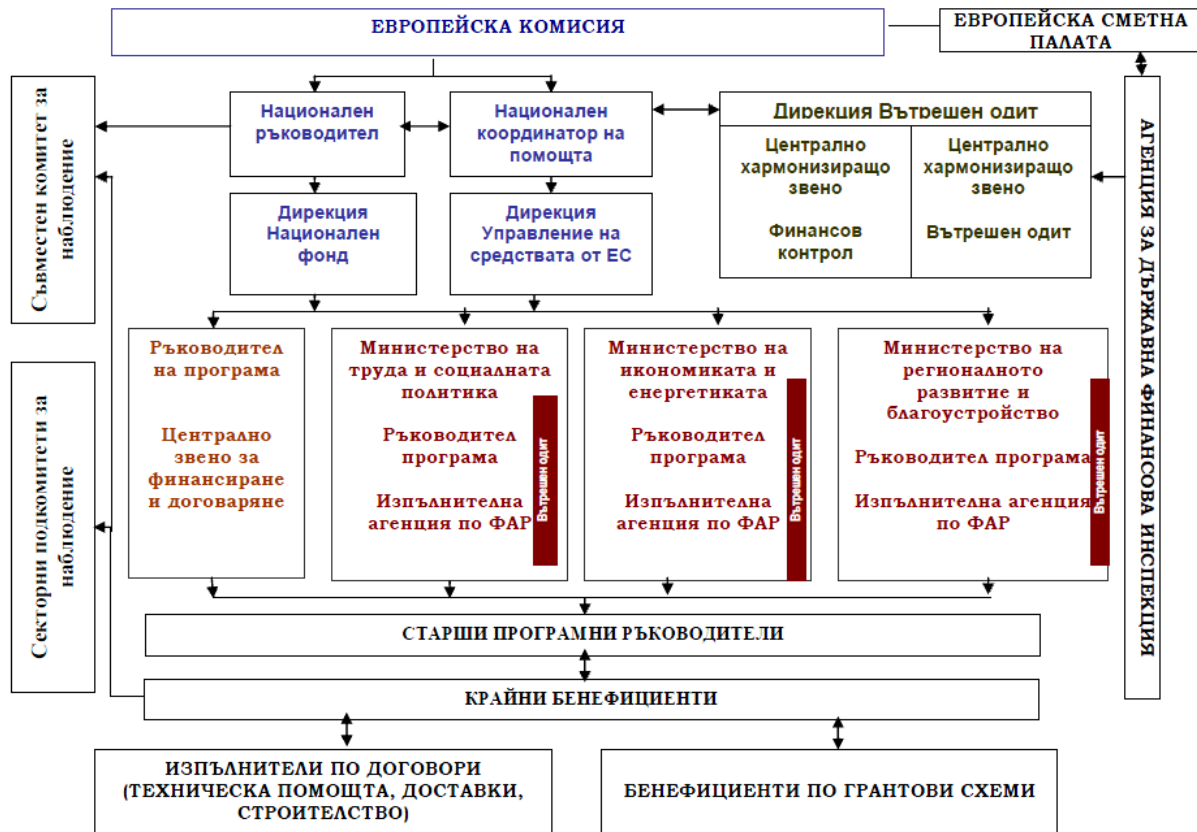 ЕВРОПЕЙСКА КОМИСИЯ
ЕВРОПЕЙСКА СМЕТНА
ПАЛАТА
Съвместен комитет за
наблюдение
Национален
ръководител
Национален
координатор на
помощта
Дирекция Вътрешен одит
Централно
хармонизиращо
звено
Финансов
контрол
Централно
хармонизиращо
звено
Вътрешен одит
АГЕНЦИЯ ЗА ДЪРЖАВНА ФИНАНСОВА ИНСПЕКЦИЯ
Дирекция
Национален
фонд
Дирекция
Управление на
средствата от ЕС
Секторни подкомитети за
наблюдение
Ръководител
на програма
Централно
звено за
финансиране
и договаряне
Министерство на
труда и социалната
политика
Ръководител
програма
Изпълнителна
агенция по ФАР
Вътрешен одит
Министерство на
икономиката и
енергетиката
Ръководител
програма
Изпълнителна
агенция по ФАР
Вътрешен одит
Министерство на
регионалното
развитие и
благоустройство
Ръководител програма
Изпълнителна агенция
по ФАР
Вътрешен одит
СТАРШИ ПРОГРАМНИ РЪКОВОДИТЕЛИ
КРАЙНИ БЕНЕФИЦИЕНТИ
ИЗПЪЛНИТЕЛИ ПО ДОГОВОРИ
(ТЕХНИЧЕСКА ПОМОЩТА, ДОСТАВКИ,
СТРОИТЕЛСТВО)
БЕНЕФИЦИЕНТИ ПО ГРАНТОВИ СХЕМИ